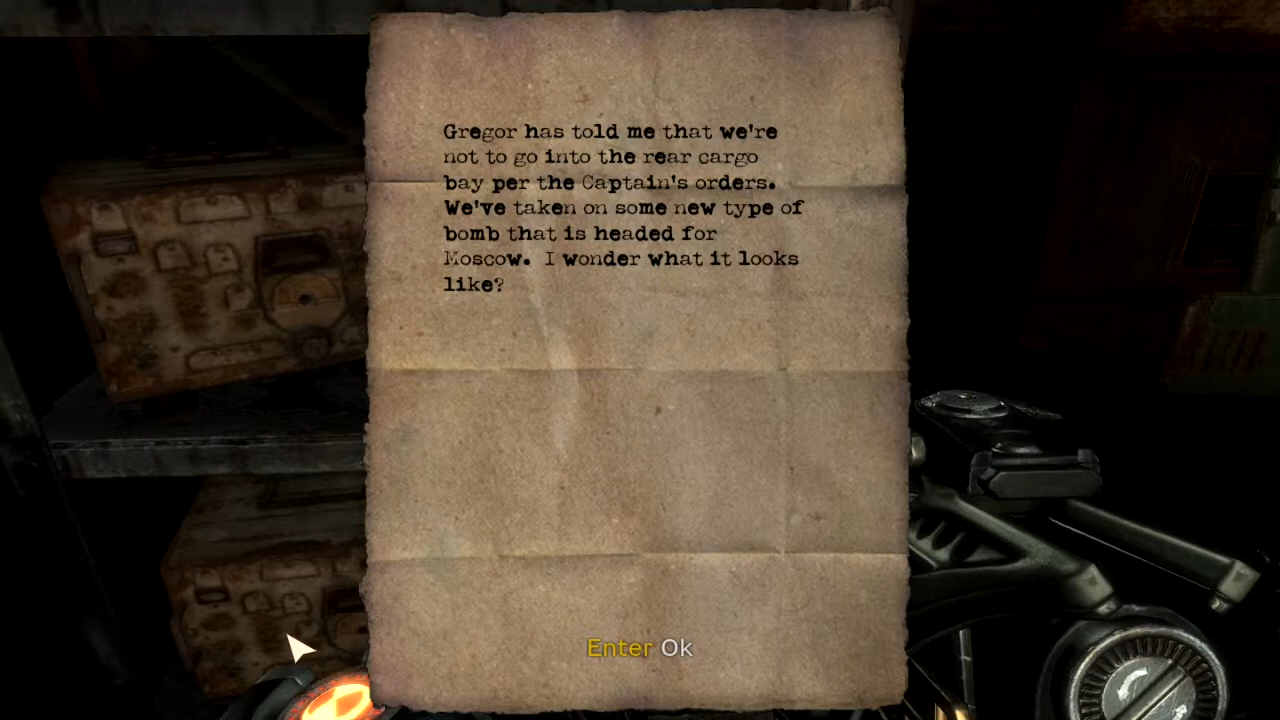 Gregor has told me that we're
not to go into the rear cargo
bay per the Captain's orders.
We've taken on some new type of
bomb that is headed for
Moscow. I wonder what it looks
like?
Enter Ok